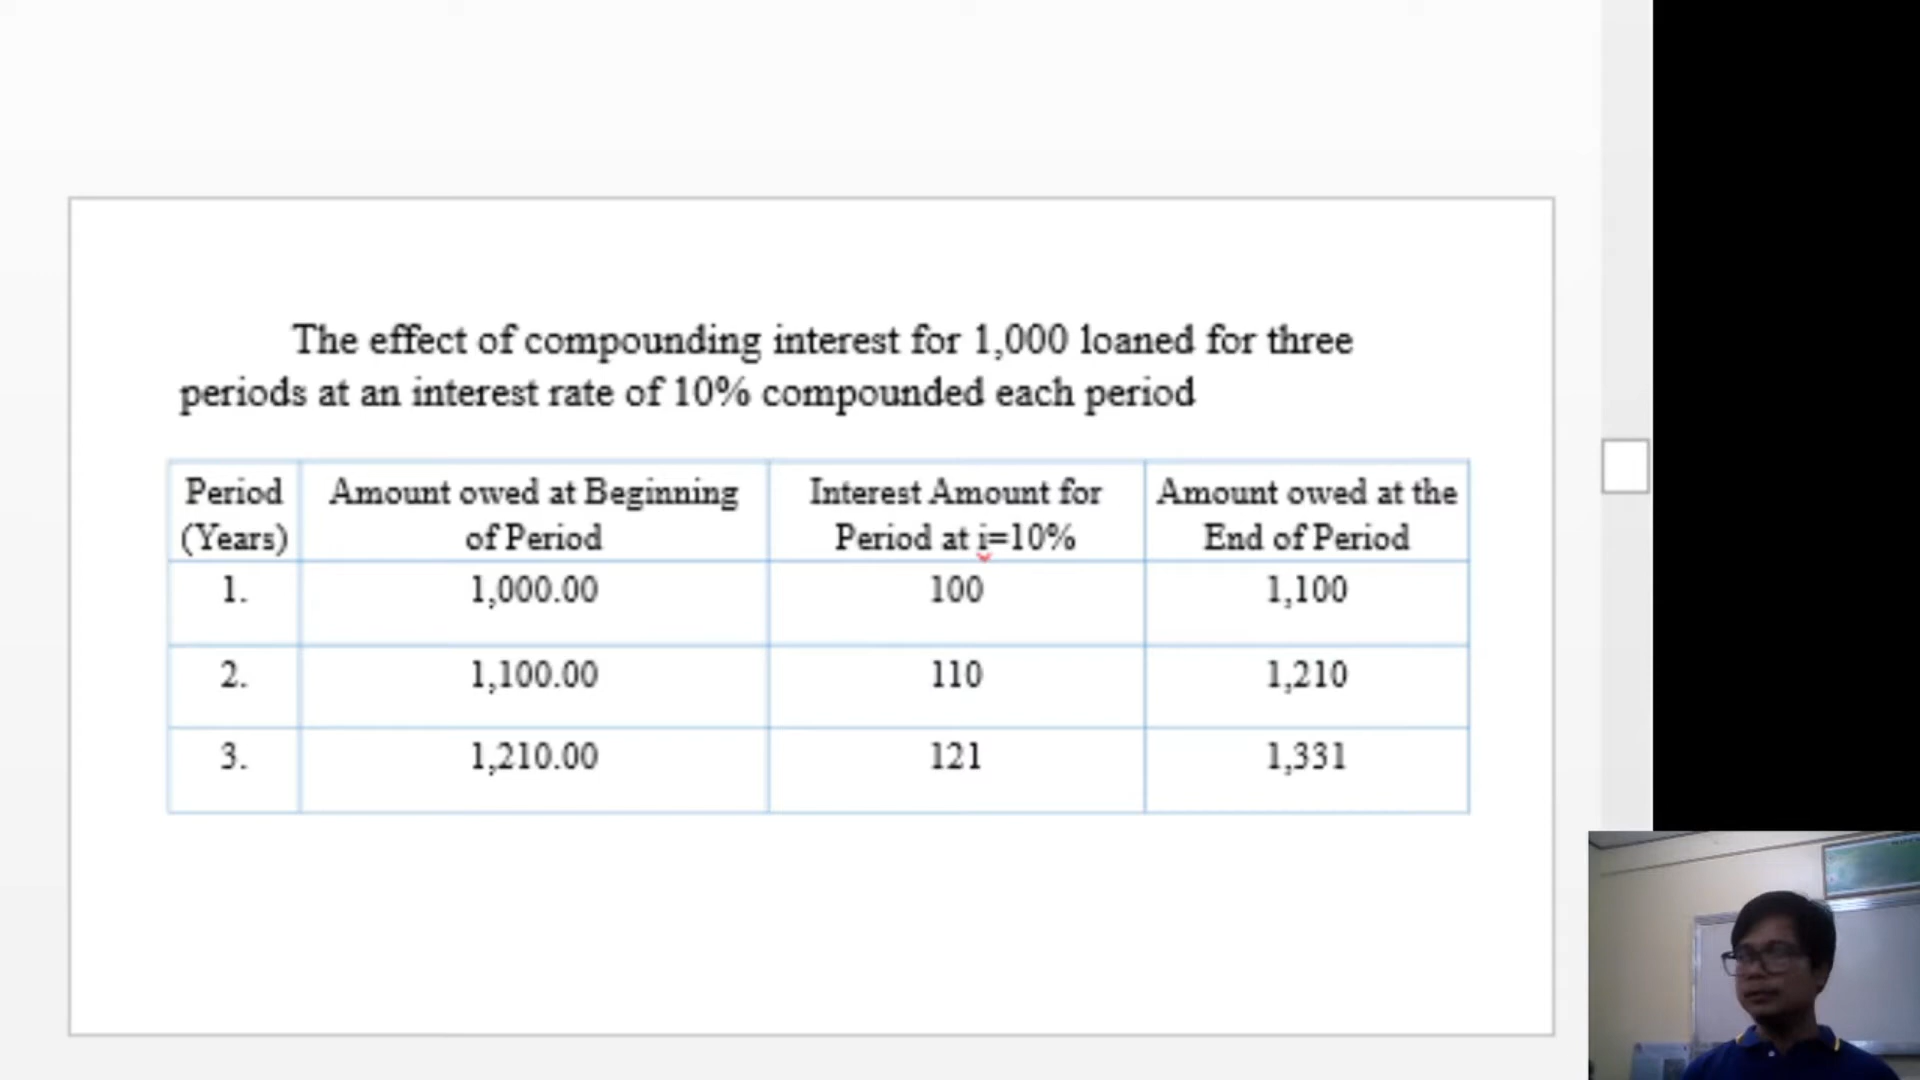 The effect of compounding interest for 1,000 loaned for three
periods at an interest rate of 10% compounded each period
Period (Years) Amount owed at Beginning of Period Interest Amount for Period at i=10% Amount owed at the End of Period
1. 1,000.00 100 1,100
2. 1,100.00 110 1,210
3. 1,210.00 121 1,331